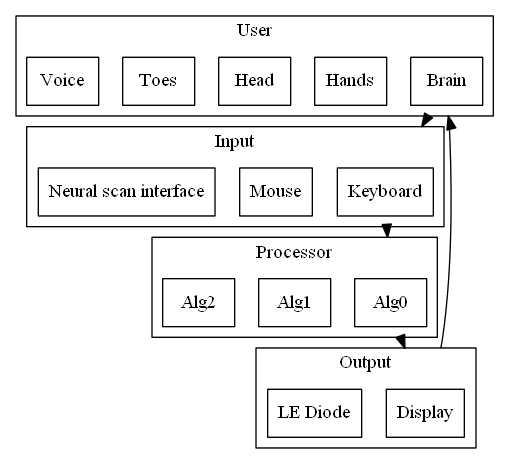 User
Voice Toes Head Hands Brain
Input
Neural scan interface Mouse Keyboard
Processor
Alg2 Alg1 Alg0
Output
LE Diode Display